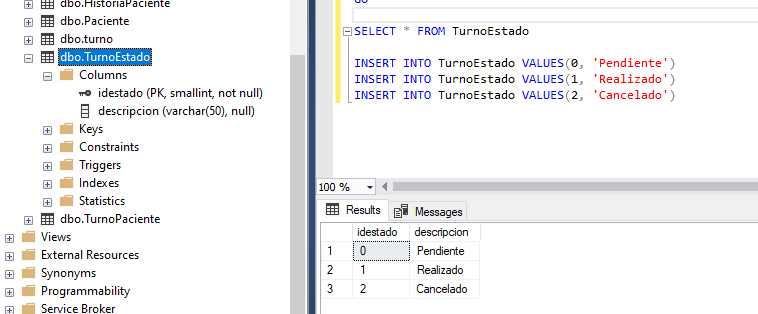 dbo.HistoriaPaciente
dbo.Paciente
dbo.turno
dbo.TurnoEstado
Columns
idestado (PK, smallint, not null)
descripcion (varchar(50), null)
Keys
Constraints
Triggers
Indexes
Statistics
dbo.TurnoPaciente
Views
External Resources
Synonyms
Programmability
Service Broker
SELECT * FROM TurnoEstado
INSERT INTO TurnoEstado VALUES(0, 'Pendiente')
INSERT INTO TurnoEstado VALUES(1, 'Realizado')
INSERT INTO TurnoEstado VALUES(2, 'Cancelado')
100 %
Results Messages
idestado descripcion
1 0 Pendiente
2 1 Realizado
3 2 Cancelado